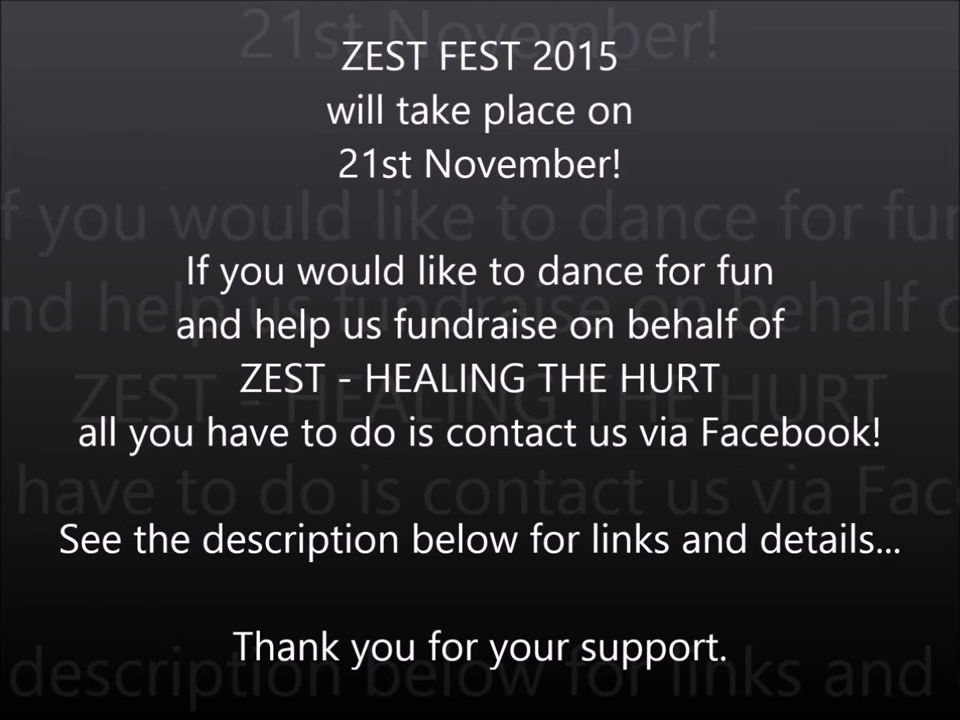 ZEST FEST 2015
will take place on
21st November!
If you would like to dance for fun
and help us fundraise on behalf of
ZEST - HEALING THE HURT
all you have to do is contact us via Facebook!
See the description below for links and details...
Thank you for your support.